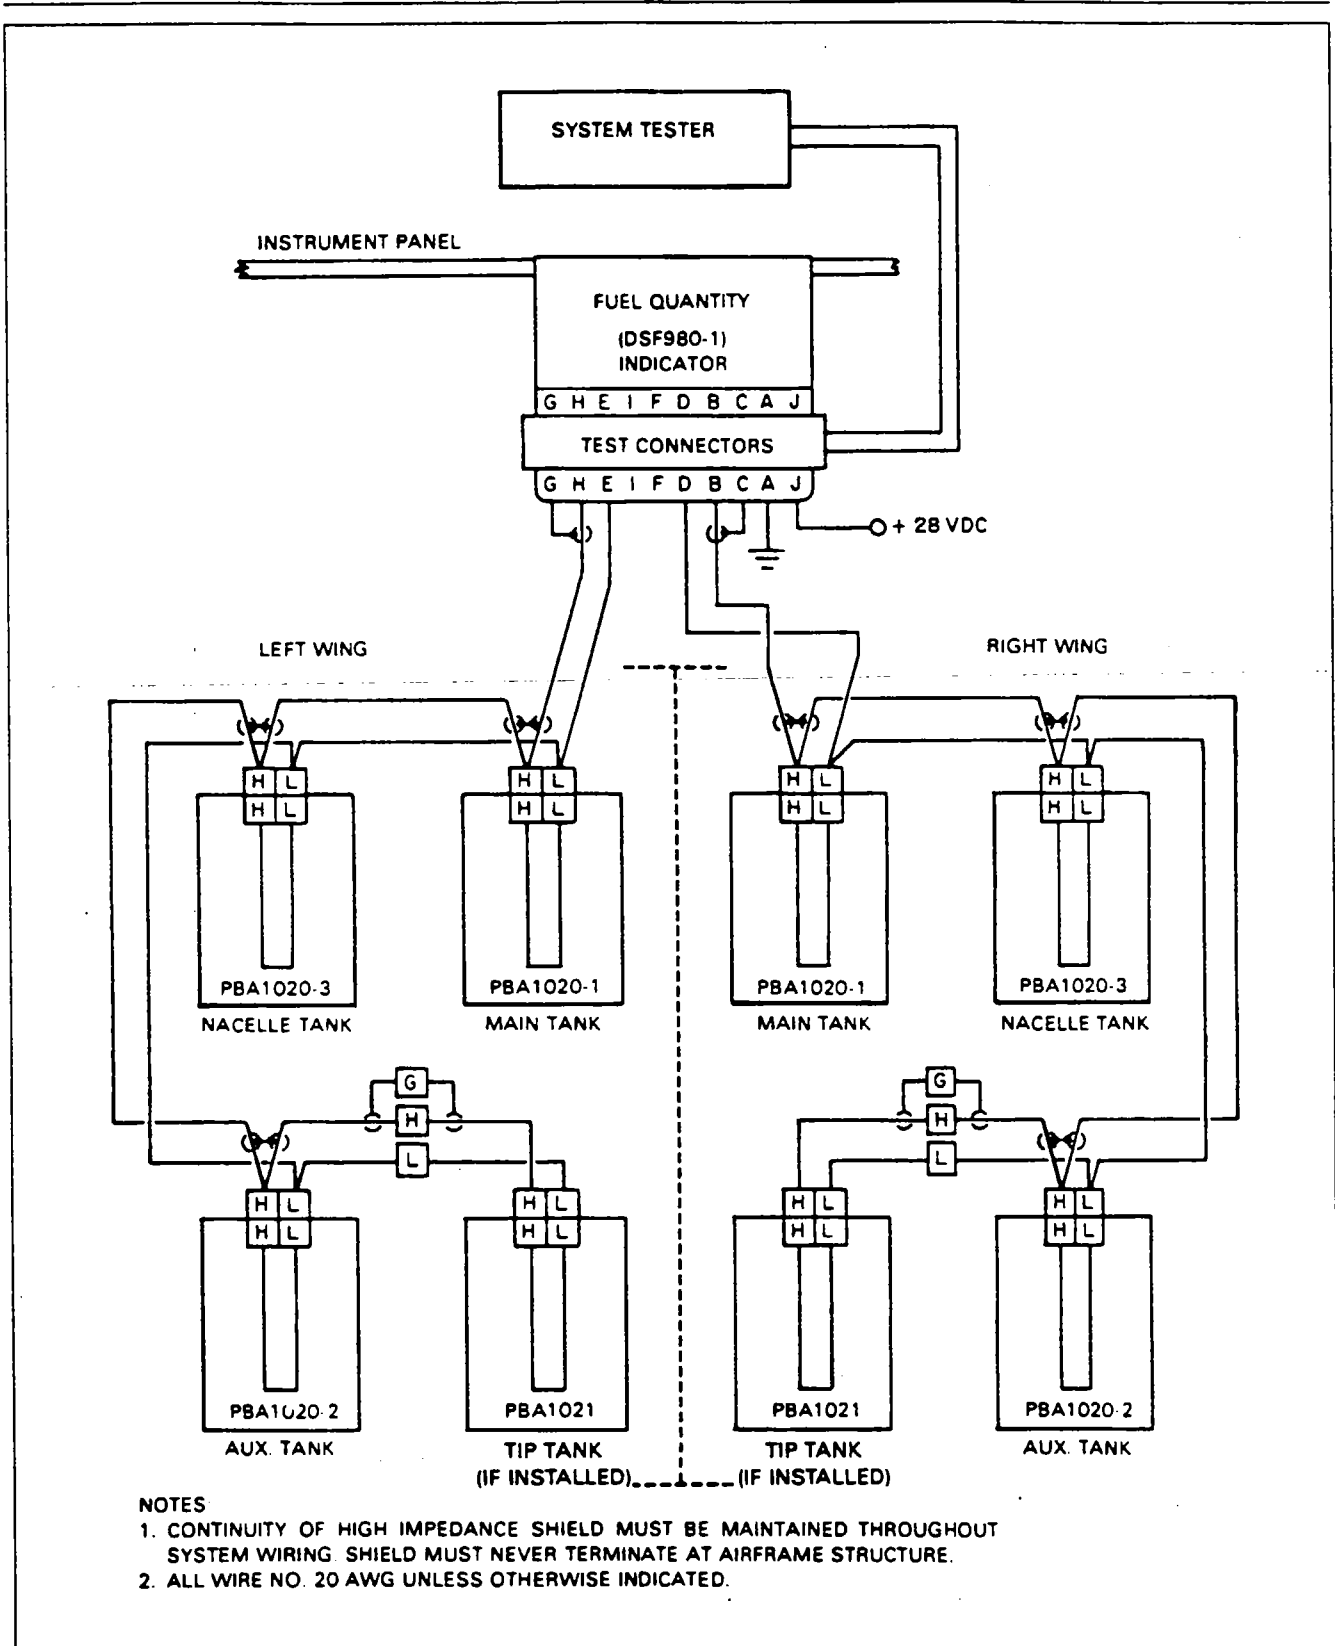 SYSTEM TESTER
INSTRUMENT PANEL
FUEL QUANTITY
(DSF980-1)
INDICATOR
G H E I F D B C A J
TEST CONNECTORS
G H E I F D B C A J
+ 28 VDC
LEFT WING
RIGHT WING
H L
H L
H L
H L
H L
H L
H L
H L
PBA1020-3
PBA1020-1
PBA1020-1
PBA1020-3
NACELLE TANK
MAIN TANK
MAIN TANK
NACELLE TANK
G
H
L
G
H
L
H L
H L
H L
H L
H L
H L
H L
H L
PBA1020-2
PBA1021
PBA1021
PBA1020-2
AUX. TANK
TIP TANK
(IF INSTALLED)
TIP TANK
(IF INSTALLED)
AUX. TANK
NOTES
1. CONTINUITY OF HIGH IMPEDANCE SHIELD MUST BE MAINTAINED THROUGHOUT
SYSTEM WIRING. SHIELD MUST NEVER TERMINATE AT AIRFRAME STRUCTURE.
2. ALL WIRE NO. 20 AWG UNLESS OTHERWISE INDICATED.